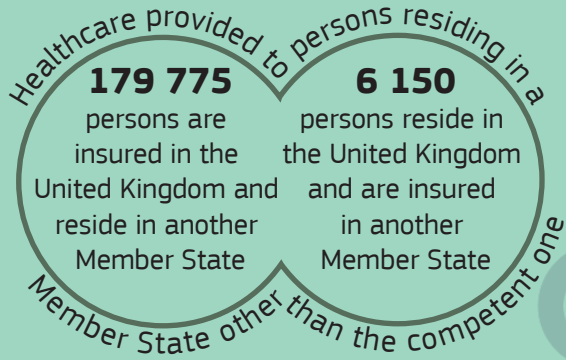 Healthcare provided to persons residing in a
179 775
persons are
insured in the
United Kingdom and
reside in another
Member State
6 150
persons reside in
the United Kingdom
and are insured
in another
Member State
Member State other than the competent one